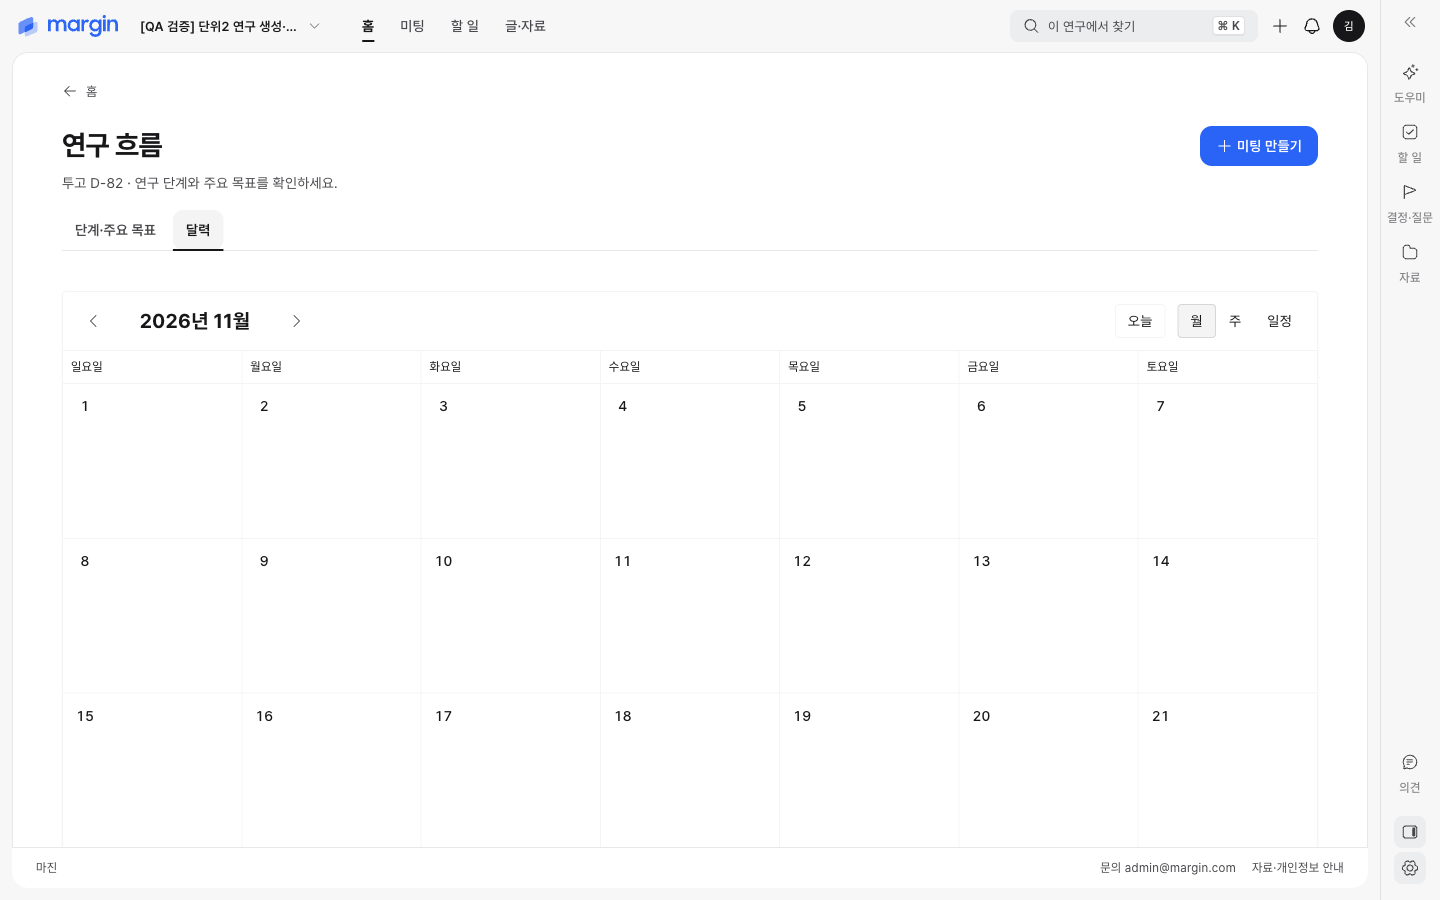 margin [QA 검증] 단위2 연구 생성·... 홈 미팅 할 일 글·자료 이 연구에서 찾기 ⌘ K 김
홈
연구 흐름
미팅 만들기
투고 D-82 · 연구 단계와 주요 목표를 확인하세요.
단계·주요 목표 달력
2026년 11월 오늘 월 주 일정
일요일 월요일 화요일 수요일 목요일 금요일 토요일
1 2 3 4 5 6 7
8 9 10 11 12 13 14
15 16 17 18 19 20 21
마진 문의 admin@margin.com 자료·개인정보 안내
도우미
할 일
결정·질문
자료
의견